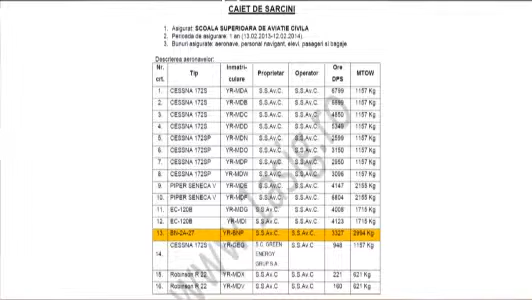 CAIET DE SARCINI
1. Asigurat: SCOALA SUPERIOARA DE AVIATIE CIVILA
2. Perioada de asigurare: 1 an (13.02.2013-12.02.2014).
3. Bunuri asigurate: aeronave, personal navigant, elevi, pasageri si bagaje
Descrierea aeronavelor:
Nr. crt. Tip Inmatriculare Proprietar Operator Ore DPS MTOW
1. CESSNA 172S YR-MDA S.S.Av.C. S.S.Av.C. 6799 1157 Kg
2. CESSNA 172S YR-MDB S.S.Av.C. S.S.Av.C. 1157 Kg
3. CESSNA 172S YR-MDC S.S.Av.C. S.S.Av.C. 4850 1157 Kg
4. CESSNA 172S YR-MDD S.S.Av.C. S.S.Av.C. 5349 1157 Kg
5. CESSNA 172SP YR-MDN S.S.Av.C. S.S.Av.C. 2599 1157 Kg
6. CESSNA 172SP YR-MDO S.S.Av.C. S.S.Av.C. 3150 1157 Kg
7. CESSNA 172SP YR-MDP S.S.Av.C. S.S.Av.C. 2950 1157 Kg
8. CESSNA 172SP YR-MDW S.S.Av.C. S.S.Av.C. 3096 1157 Kg
9. PIPER SENECA V YR-MDE S.S.Av.C. S.S.Av.C. 4147 2155 Kg
10. PIPER SENECA V YR-MDF S.S.Av.C. S.S.Av.C. 6804 2155 Kg
11. EC-120B YR-MDG S.S.Av.C. S.S.Av.C. 4008 1715 Kg
12. EC-120B YR-MDI S.S.Av.C. S.S.Av.C. 4123 1715 Kg
13. BN-2A-27 YR-BNP S.S.Av.C. S.S.Av.C. 3327 2994 Kg
14. CESSNA 172S YR-GBG S.C. GREEN ENERGY GRUP S.A. S.S.Av.C 948 1157 Kg
15. Robinson R 22 YR-MDX S.S.Av.C. S.S.Av.C. 221 621 Kg
16. Robinson R 22 YR-MDV S.S.Av.C. S.S.Av.C. 160 621 Kg